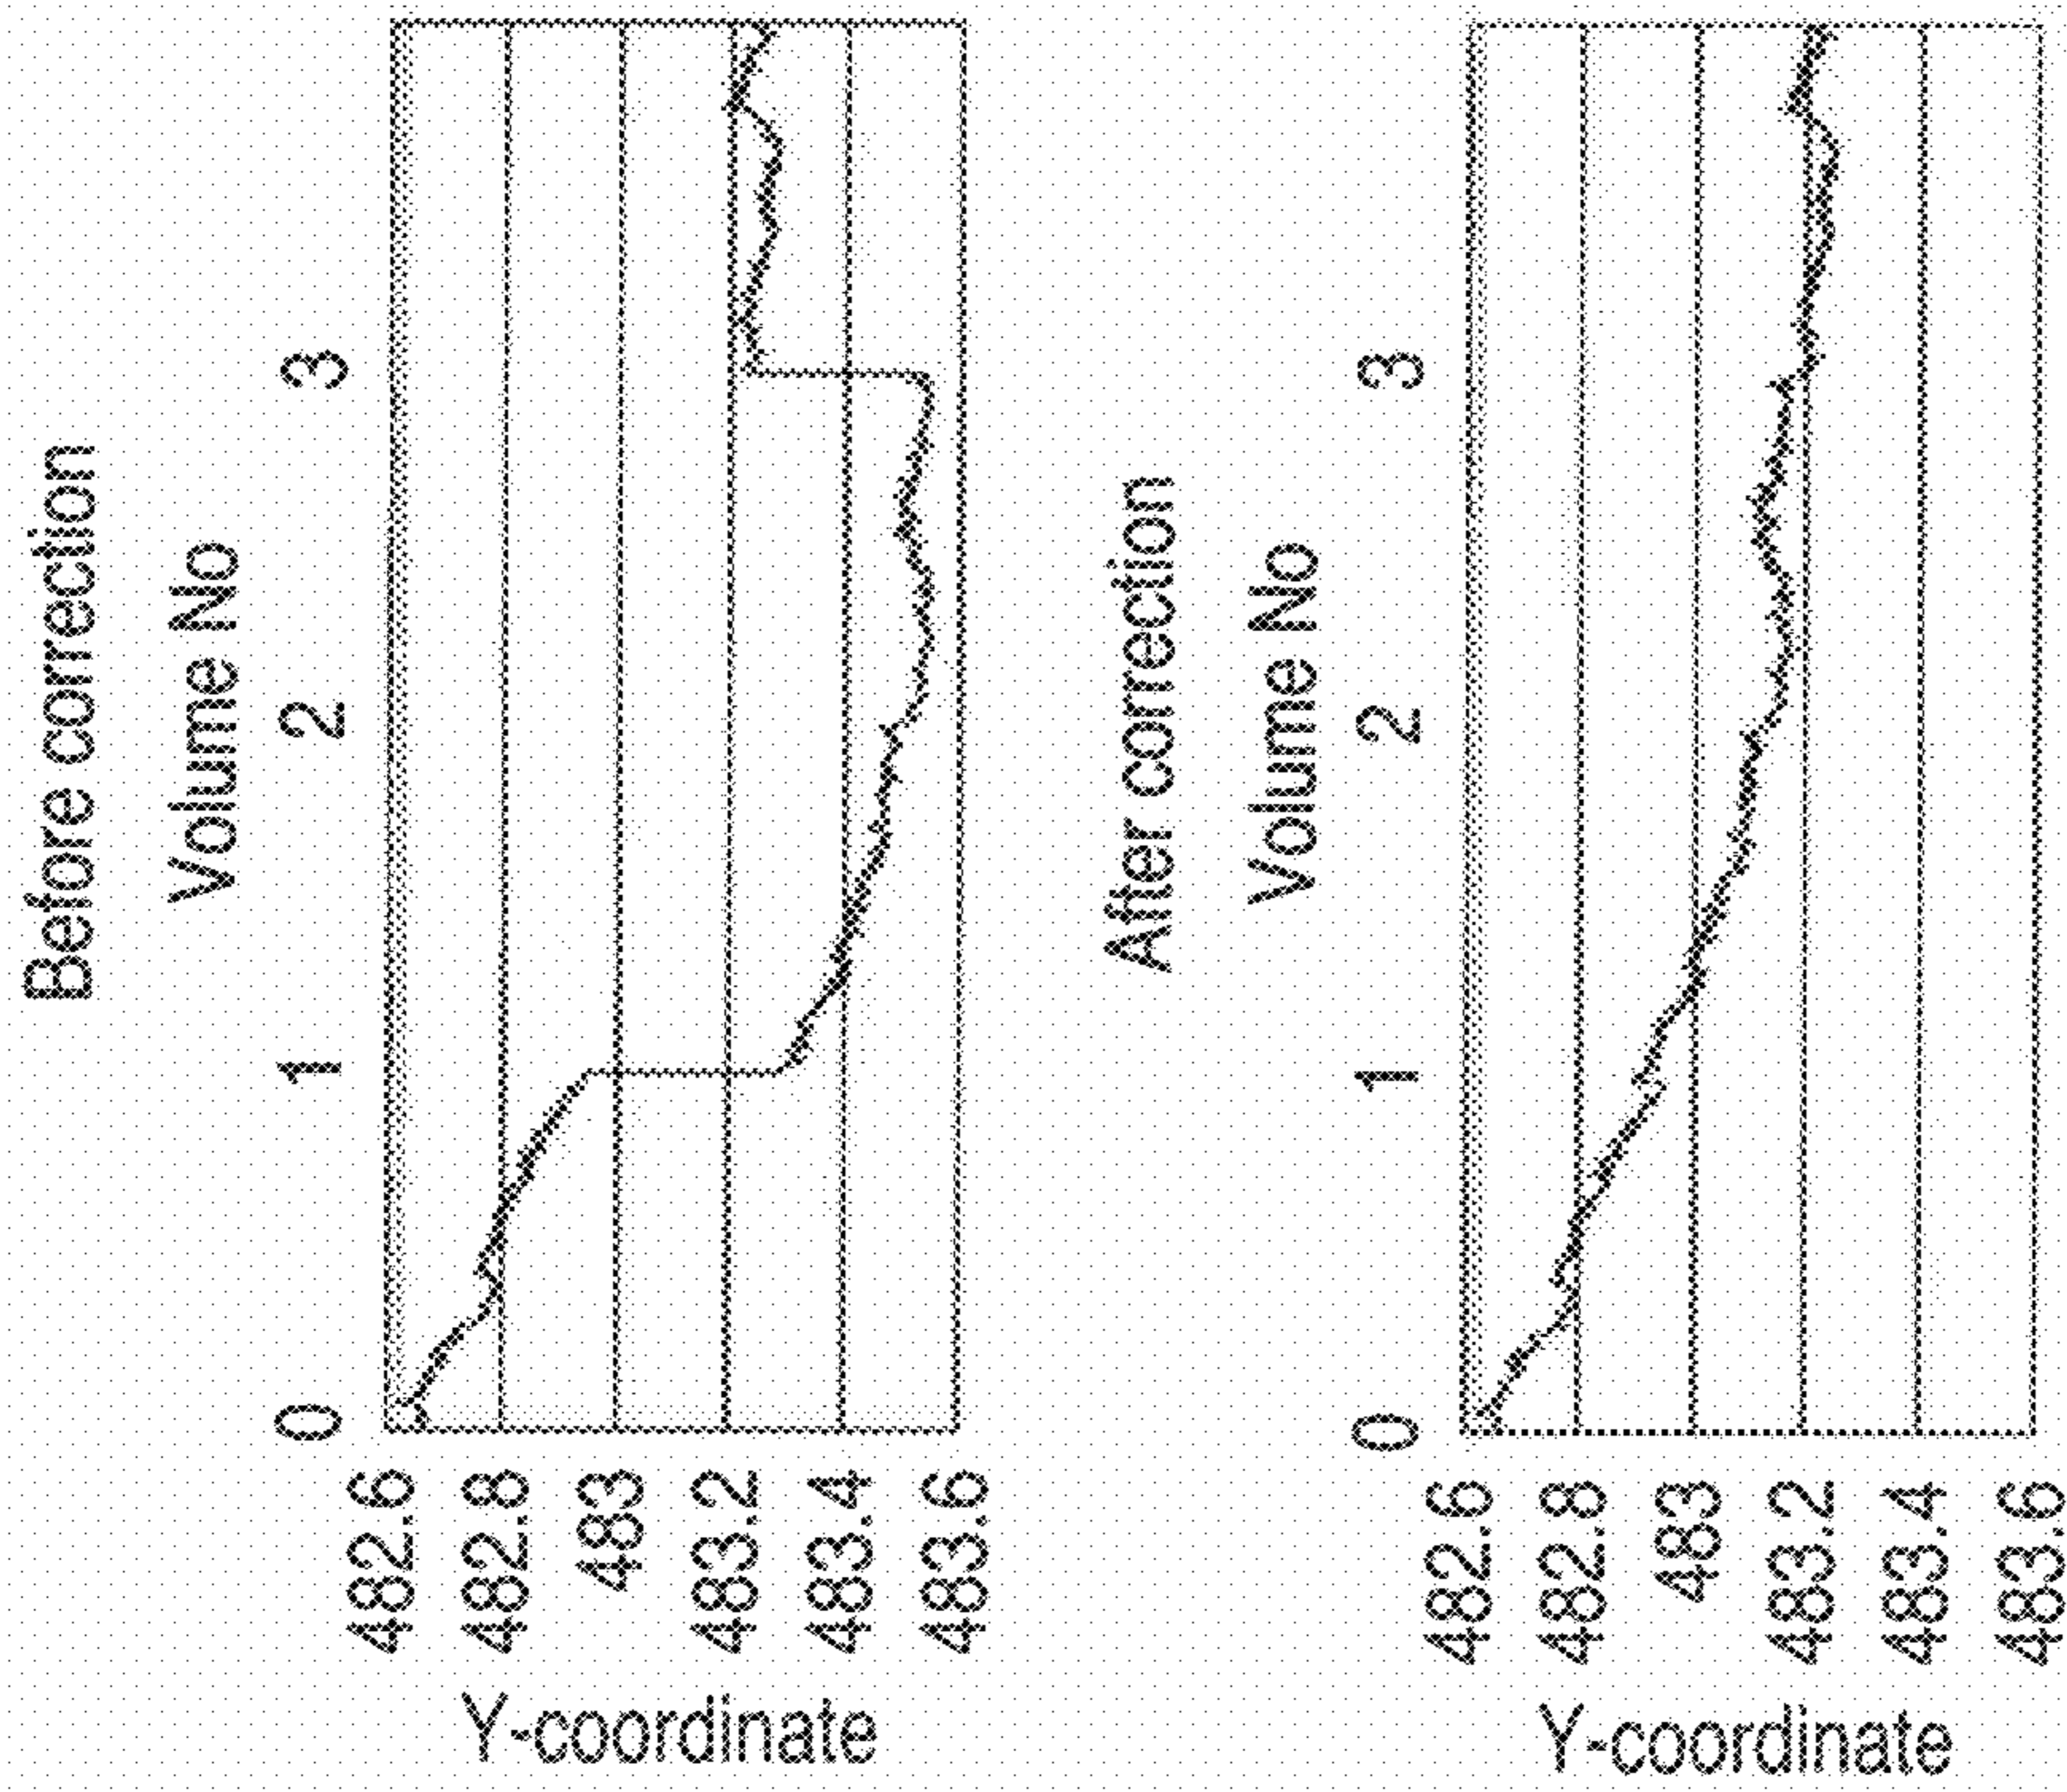 Before correction
Volume No
0 1 2 3
482.6
482.8
483
483.2
483.4
483.6
Y-coordinate
After correction
Volume No
0 1 2 3
482.6
482.8
483
483.2
483.4
483.6
Y-coordinate